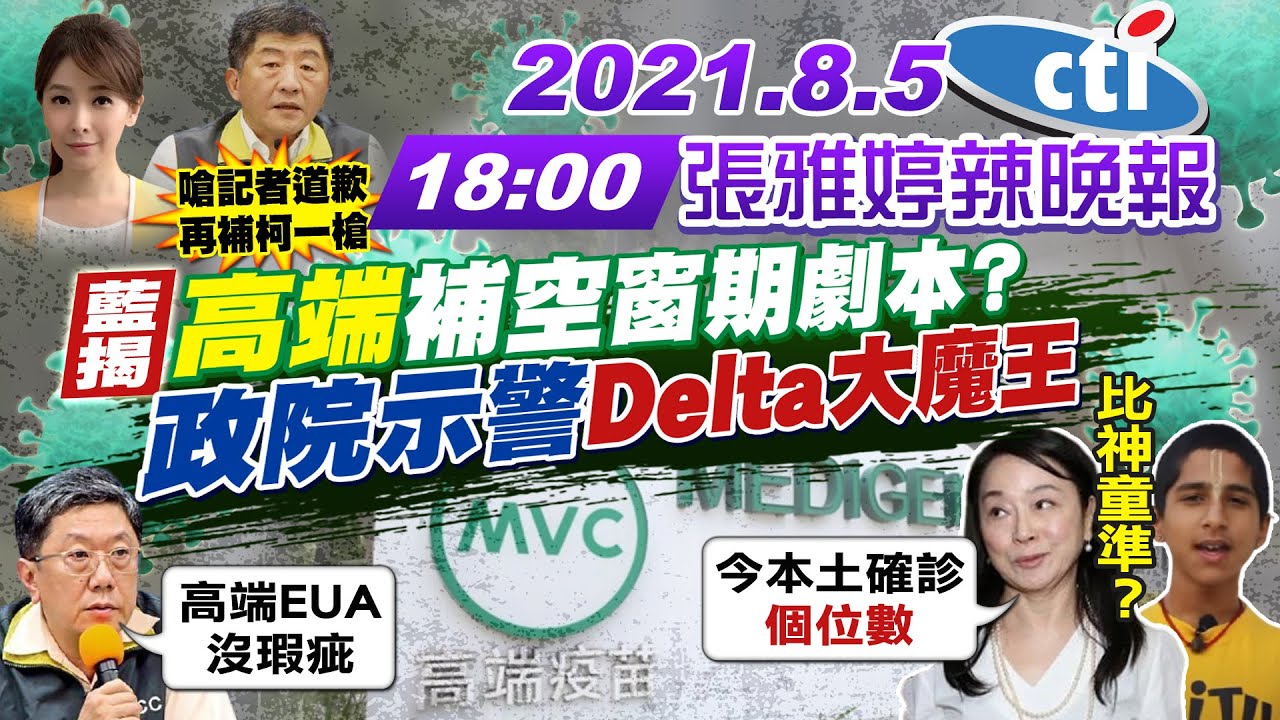 2021.8.5
cti
18:00
張雅婷辣晚報
嗆記者道歉
再補柯一槍
藍揭
高端補空窗期劇本?
政院示警Delta大魔王
比神童準?
MVC
MEDIGE
高端疫苗
高端EUA
沒瑕疵
今本土確診
個位數
CC